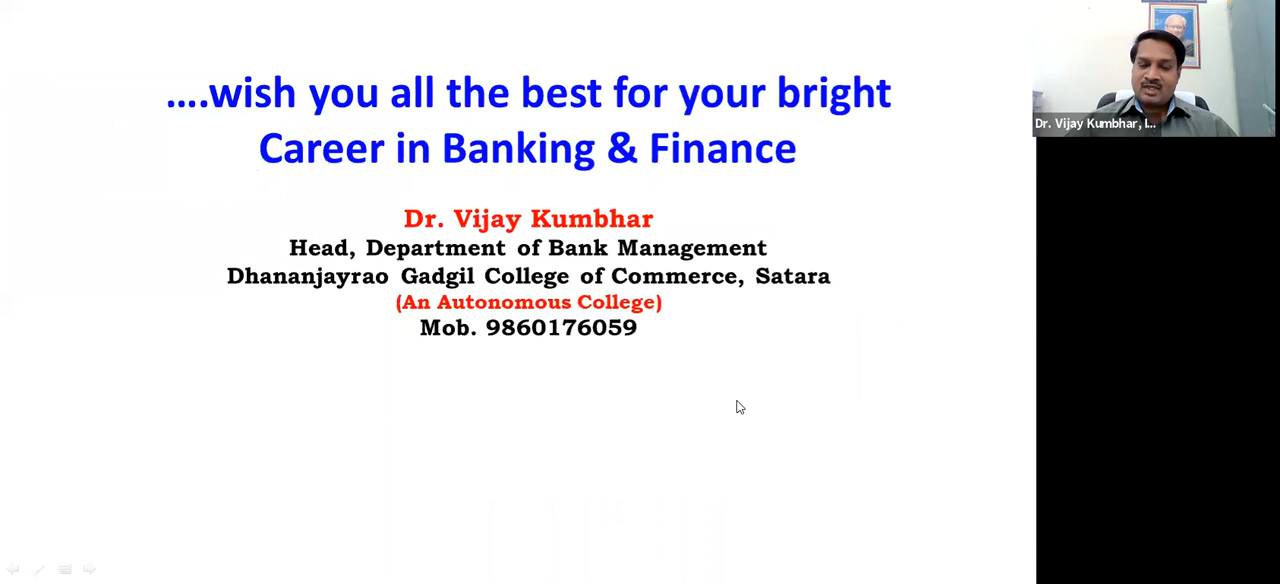 ....wish you all the best for your bright
Career in Banking & Finance
Dr. Vijay Kumbhar
Head, Department of Bank Management
Dhananjayrao Gadgil College of Commerce, Satara
(An Autonomous College)
Mob. 9860176059
Dr. Vijay Kumbhar, I...